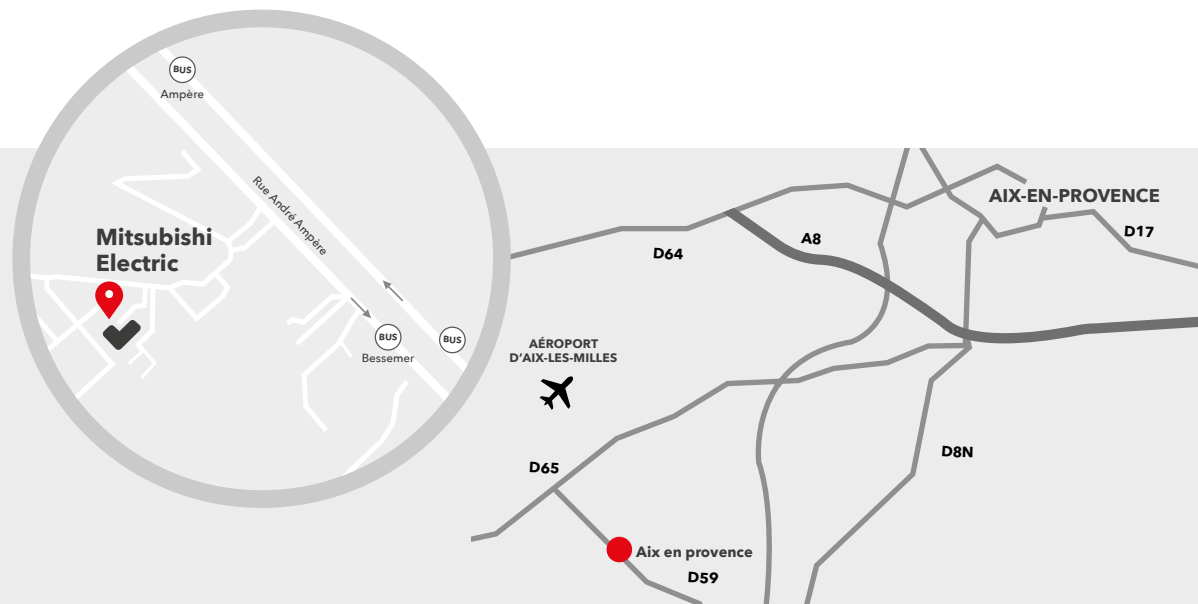 BUS
Ampère
Rue André Ampère
Mitsubishi
Electric
BUS
Bessemer
BUS
AIX-EN-PROVENCE
D17
A8
D64
AÉROPORT
D'AIX-LES-MILLES
D8N
D65
Aix en provence
D59